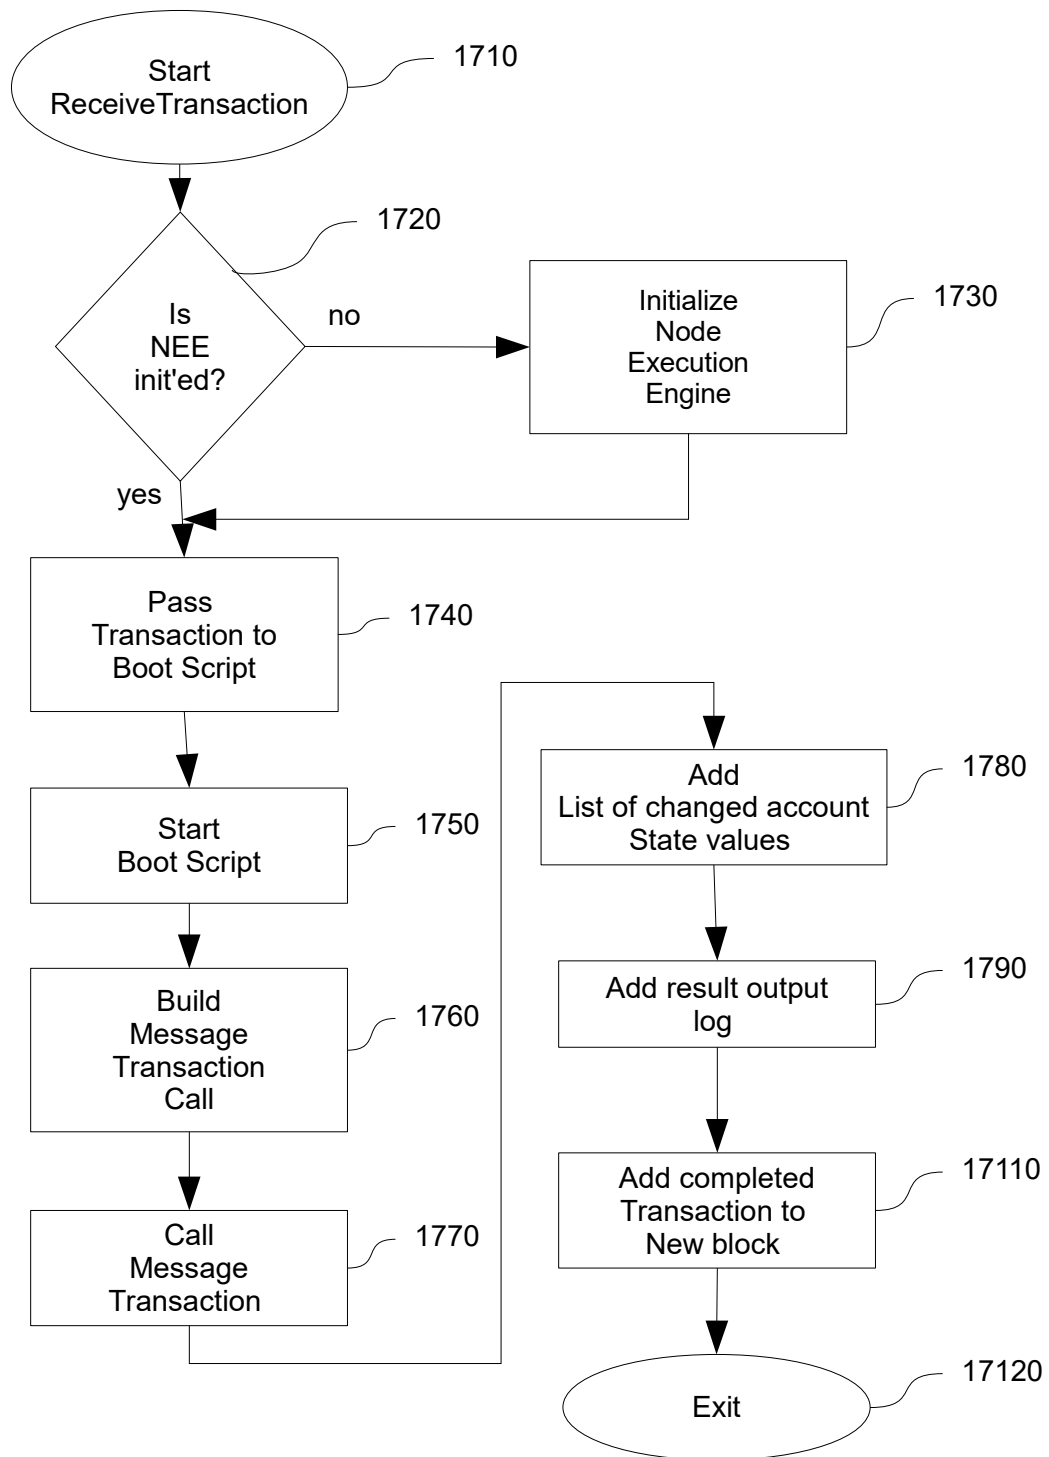 Start
ReceiveTransaction
1710
1720
Is
NEE
init'ed?
no
yes
Initialize
Node
Execution
Engine
1730
Pass
Transaction to
Boot Script
1740
Start
Boot Script
1750
Build
Message
Transaction
Call
1760
Call
Message
Transaction
1770
Add
List of changed account
State values
1780
Add result output
log
1790
Add completed
Transaction to
New block
17110
Exit
17120